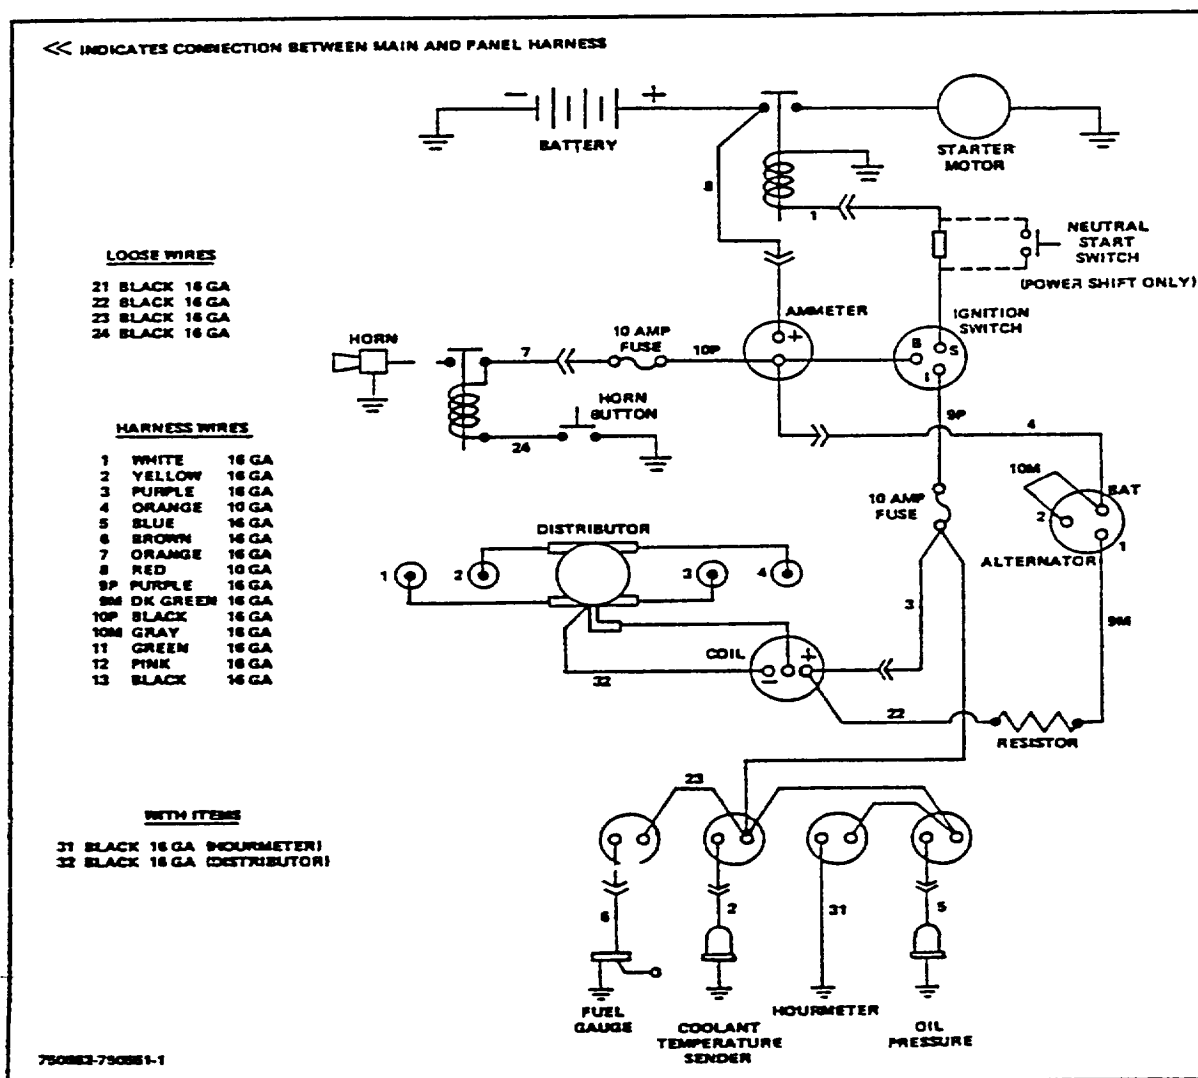 << INDICATES CONNECTION BETWEEN MAIN AND PANEL HARNESS
− +
BATTERY
STARTER
MOTOR
8
1
NEUTRAL
START
SWITCH
(POWER SHIFT ONLY)
LOOSE WIRES
21 BLACK 16 GA
22 BLACK 16 GA
23 BLACK 16 GA
24 BLACK 16 GA
AMMETER
+
IGNITION
SWITCH
B S
I
HORN
7
10 AMP
FUSE
10P
HORN
BUTTON
24
9P
4
HARNESS WIRES
1 WHITE 16 GA
2 YELLOW 16 GA
3 PURPLE 16 GA
4 ORANGE 10 GA
5 BLUE 16 GA
6 BROWN 16 GA
7 ORANGE 16 GA
8 RED 10 GA
9P PURPLE 16 GA
9M DK GREEN 16 GA
10P BLACK 16 GA
10M GRAY 16 GA
11 GREEN 16 GA
12 PINK 16 GA
13 BLACK 16 GA
10M
BAT
2
1
ALTERNATOR
10 AMP
FUSE
DISTRIBUTOR
1 2 3 4
3
9M
COIL
− +
32
22
RESISTOR
WITH ITEMS
31 BLACK 16 GA (HOURMETER)
32 BLACK 16 GA (DISTRIBUTOR)
23
6
2
31
5
FUEL
GAUGE
COOLANT
TEMPERATURE
SENDER
HOURMETER
OIL
PRESSURE